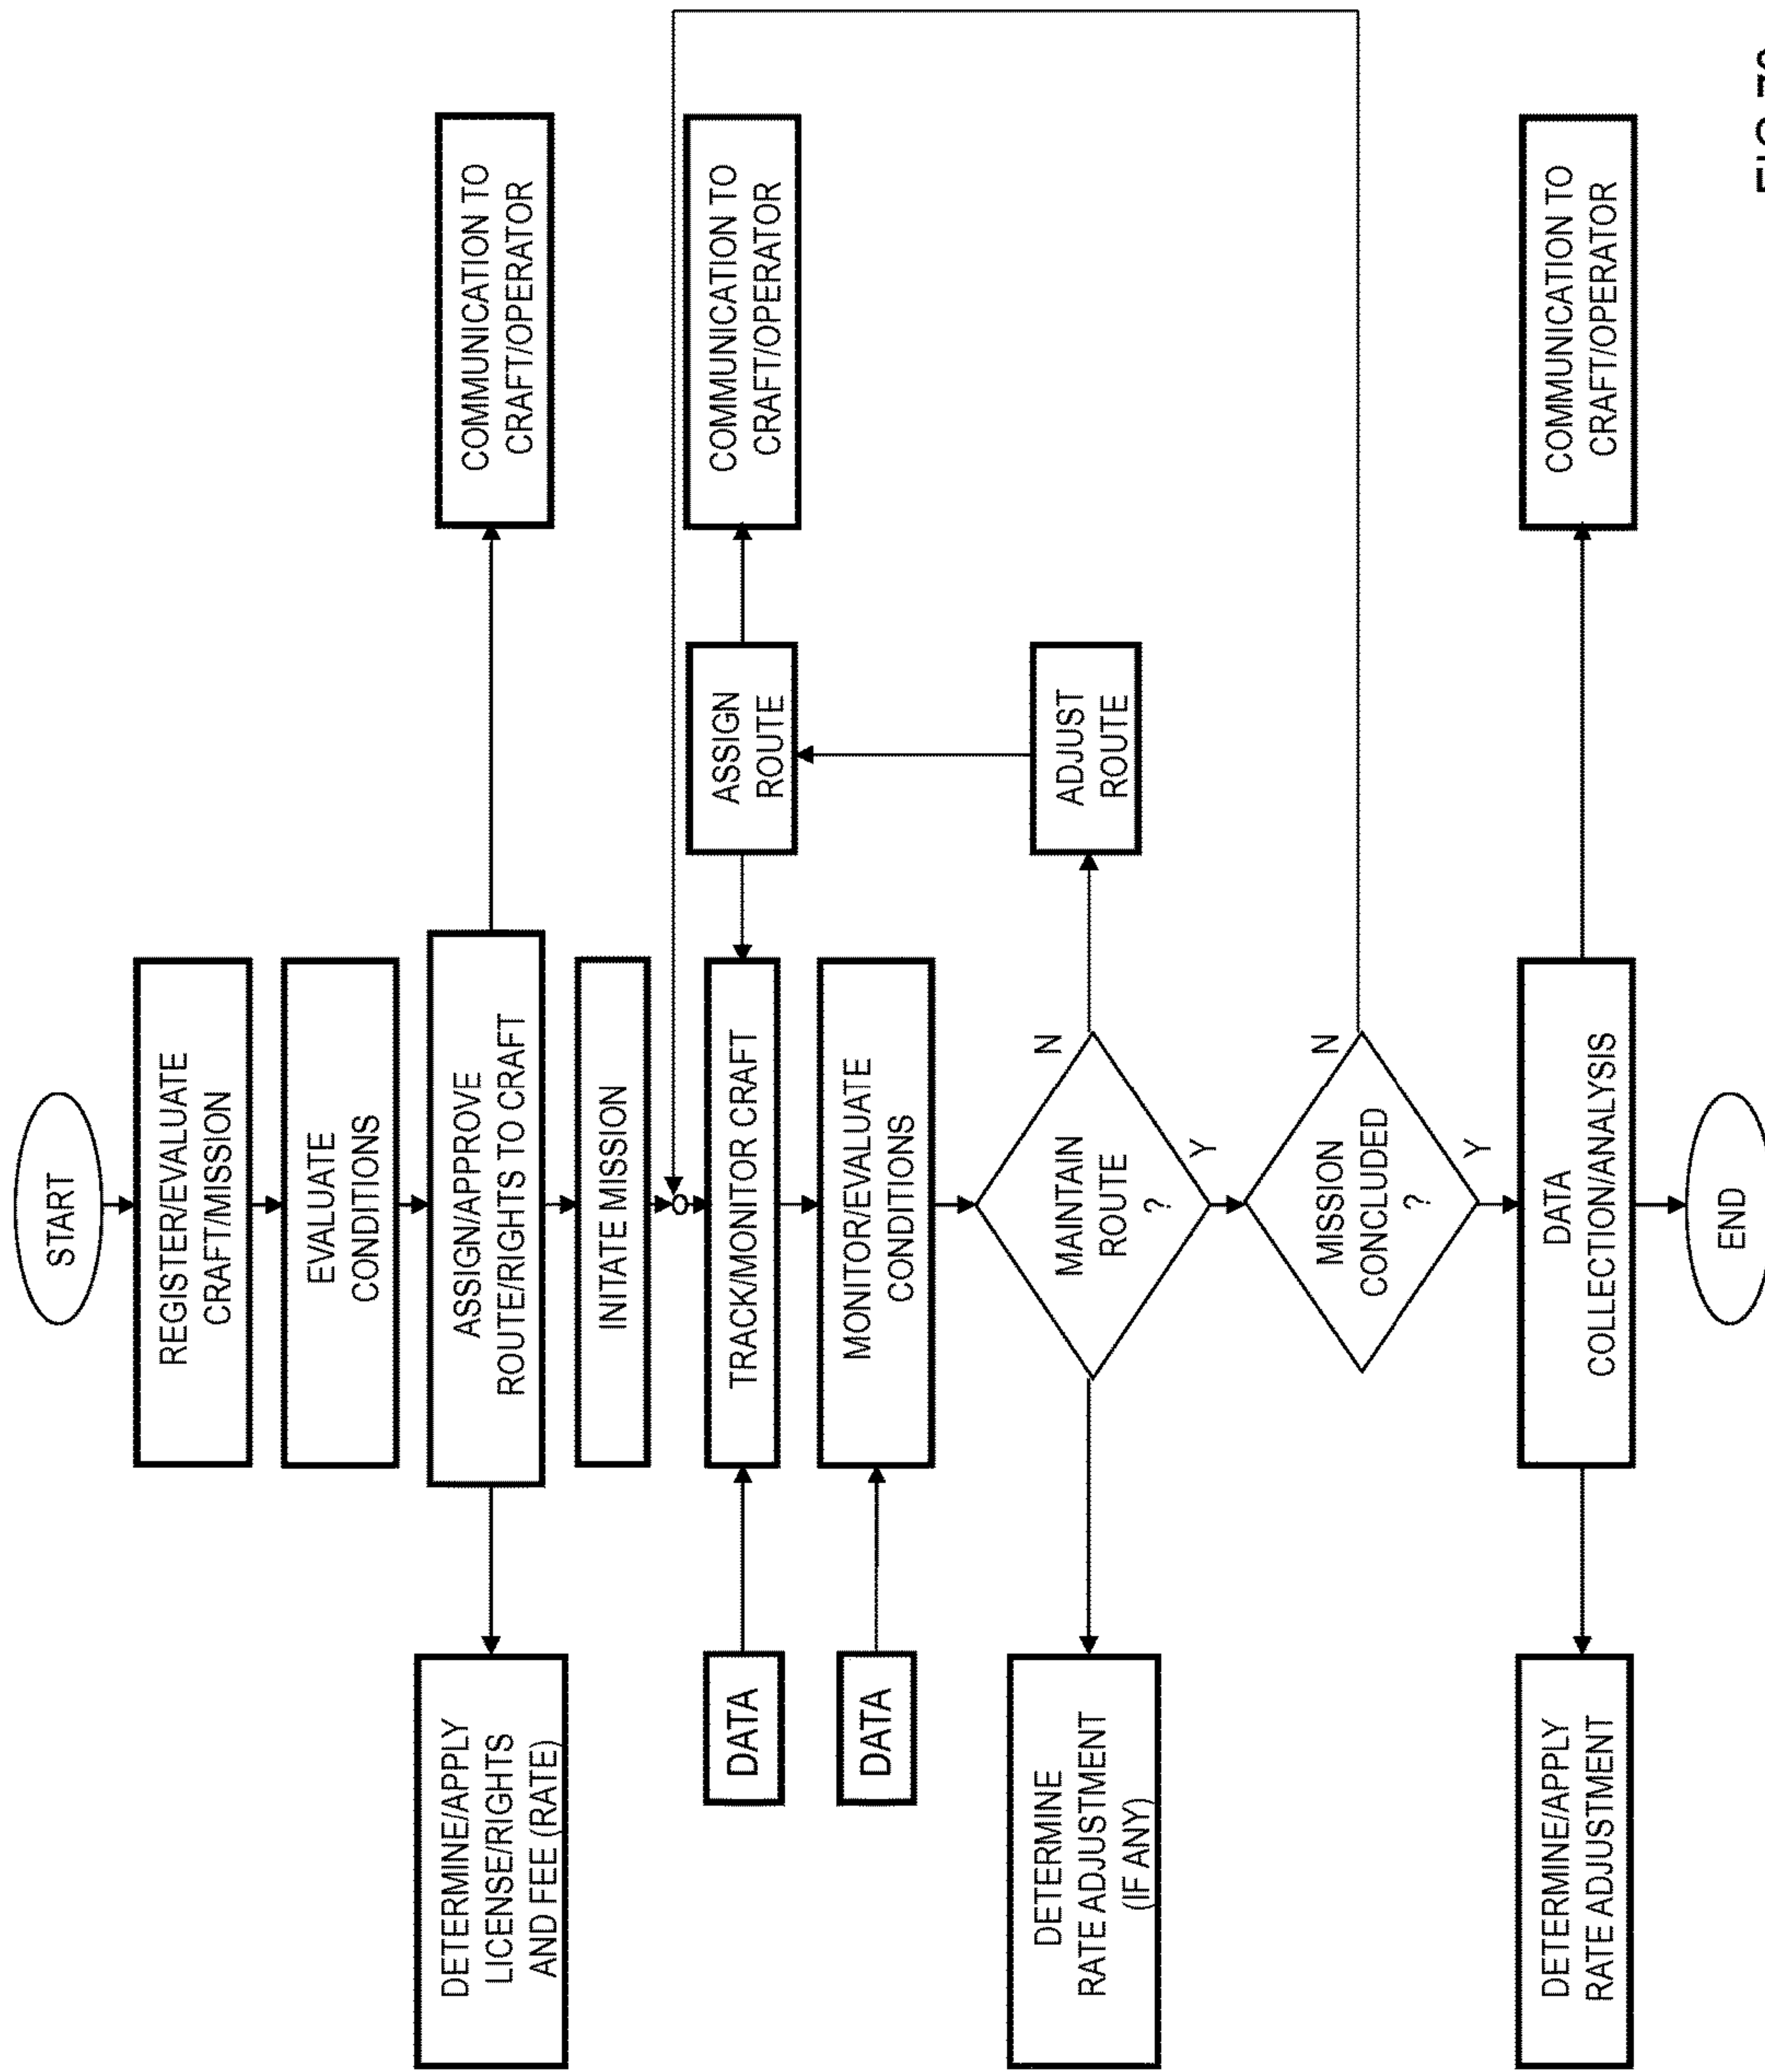 START
REGISTER/EVALUATE
CRAFT/MISSION
EVALUATE
CONDITIONS
DETERMINE/APPLY
LICENSE/RIGHTS
AND FEE (RATE)
ASSIGN/APPROVE
ROUTE/RIGHTS TO CRAFT
COMMUNICATION TO
CRAFT/OPERATOR
INITATE MISSION
DATA
TRACK/MONITOR CRAFT
ASSIGN
ROUTE
COMMUNICATION TO
CRAFT/OPERATOR
DATA
MONITOR/EVALUATE
CONDITIONS
DETERMINE
RATE ADJUSTMENT
(IF ANY)
MAINTAIN
ROUTE
?
N
Y
ADJUST
ROUTE
MISSION
CONCLUDED
?
N
Y
DETERMINE/APPLY
RATE ADJUSTMENT
DATA
COLLECTION/ANALYSIS
COMMUNICATION TO
CRAFT/OPERATOR
END